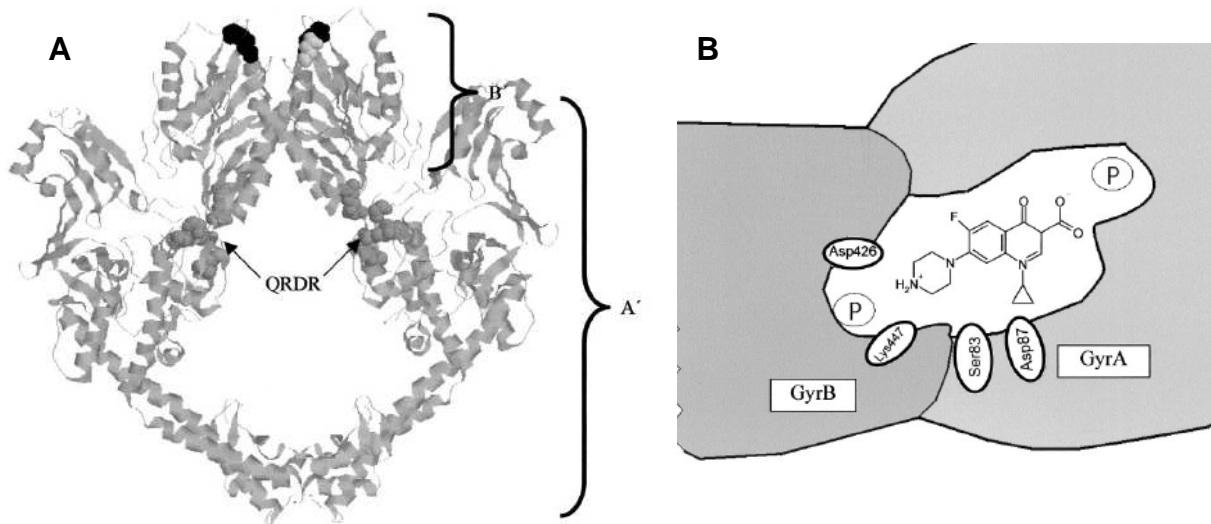 A
B
B'
QRDR
A´
P
F
O
O⁻
O
Asp426
N
N
H₂N
P
Lys447
Ser83
Asp87
GyrA
GyrB